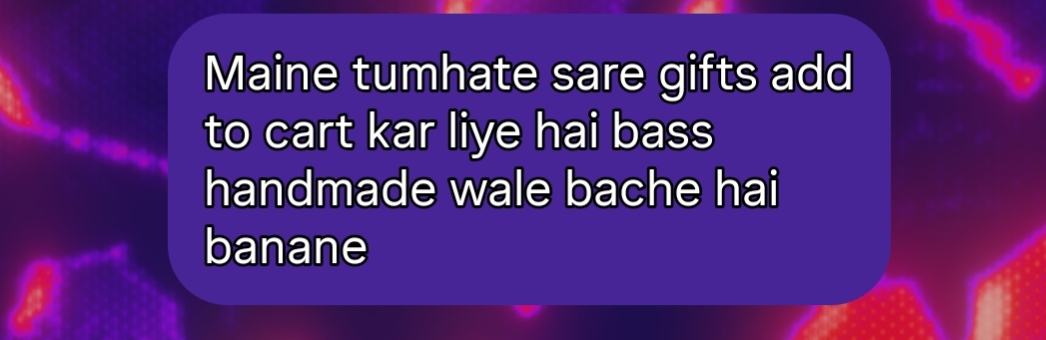 Maine tumhate sare gifts add
to cart kar liye hai bass
handmade wale bache hai
banane